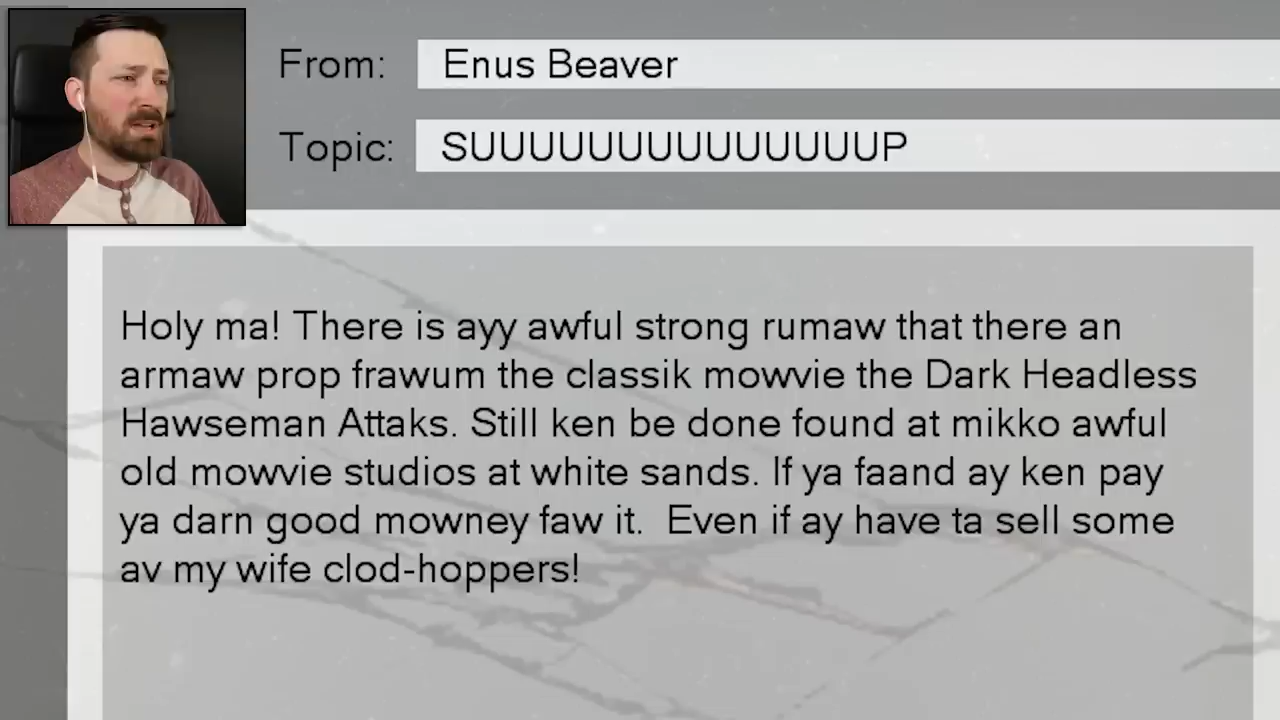 From: Enus Beaver
Topic: SUUUUUUUUUUUUUUP
Holy ma! There is ayy awful strong rumaw that there an
armaw prop frawum the classik mowvie the Dark Headless
Hawseman Attaks. Still ken be done found at mikko awful
old mowvie studios at white sands. If ya faand ay ken pay
ya darn good mowney faw it.  Even if ay have ta sell some
av my wife clod-hoppers!